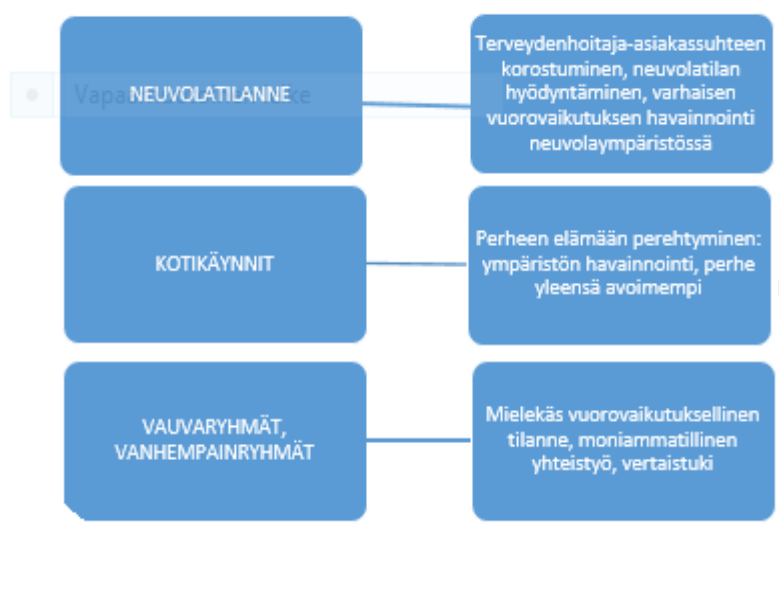 NEUVOLATILANNE
Terveydenhoitaja-asiakassuhteen
korostuminen, neuvolatilan
hyödyntäminen, varhaisen
vuorovaikutuksen havainnointi
neuvolaympäristössä
KOTIKÄYNNIT
Perheen elämään perehtyminen:
ympäristön havainnointi, perhe
yleensä avoimempi
VAUVARYHMÄT,
VANHEMPAINRYHMÄT
Mielekäs vuorovaikutuksellinen
tilanne, moniammatillinen
yhteistyö, vertaistuki